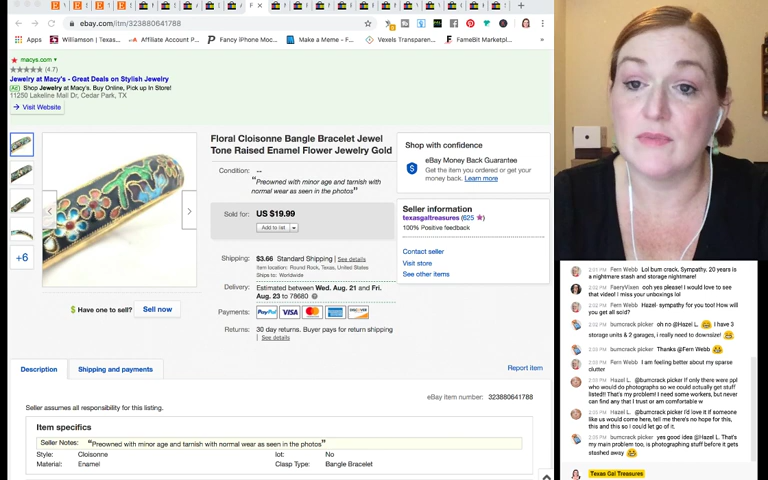 ebay.com/itm/323880641788
Apps
Williamson | Texas...
Affiliate Account P...
Fancy iPhone Moc...
Make a Meme - F...
Vexels Transparen...
FameBit Marketpl...
macys.com
(4.7)
Jewelry at Macy's - Great Deals on Stylish Jewelry
Ad Shop Jewelry at Macy's. Buy Online, Pick up In Store!
11250 Lakeline Mall Dr, Cedar Park, TX
Visit Website
+6
Have one to sell? Sell now
Floral Cloisonne Bangle Bracelet Jewel
Tone Raised Enamel Flower Jewelry Gold
Condition: --
"Preowned with minor age and tarnish with
normal wear as seen in the photos"
Sold for: US $19.99
Add to list
Shipping: $3.66 Standard Shipping | See details
Item location: Round Rock, Texas, United States
Ships to: Worldwide
Delivery: Estimated between Wed. Aug. 21 and Fri.
Aug. 23 to 78680
Payments: PayPal VISA
Returns: 30 day returns. Buyer pays for return shipping
| See details
Shop with confidence
eBay Money Back Guarantee
Get the item you ordered or get your
money back. Learn more
Seller information
texasgaltreasures (625 )
100% Positive feedback
Contact seller
Visit store
See other items
Description
Shipping and payments
Report item
eBay item number: 323880641788
Seller assumes all responsibility for this listing.
Item specifics
Seller Notes: "Preowned with minor age and tarnish with normal wear as seen in the photos"
Style: Cloisonne lot: No
Material: Enamel Clasp Type: Bangle Bracelet
Fern Webb Lol bum crack. Sympathy. 20 years is
a nightmare stash and storage nightmare!
2:02 PM FaeryVixen ooh yes please! I would love to see
that video! I miss your unboxings lol
2:02 PM Fern Webb Hazel- sympathy for you too! How will
you get all sold?
2:02 PM bumcrack picker oh no @Hazel L. I have 3
storage units & 2 garages, i really need to downsize!
bumcrack picker Thanks @Fern Webb
Fern Webb I am feeling better about my sparse
clutter
Hazel L. @bumcrack picker If only there were ppl
who would do photographs so we could actually get stuff
listed!! That's my problem! I need some workers, but never
can find any that I trust or am comfortable w
Hazel L. @bumcrack picker I'd love it if someone
like us would come here, tell me there's no hope for this,
this and this so I could let go of it.
bumcrack picker yes good idea @Hazel L. That's
my main problem too, is photographing stuff before it gets
stashed away
Texas Gal Treasures